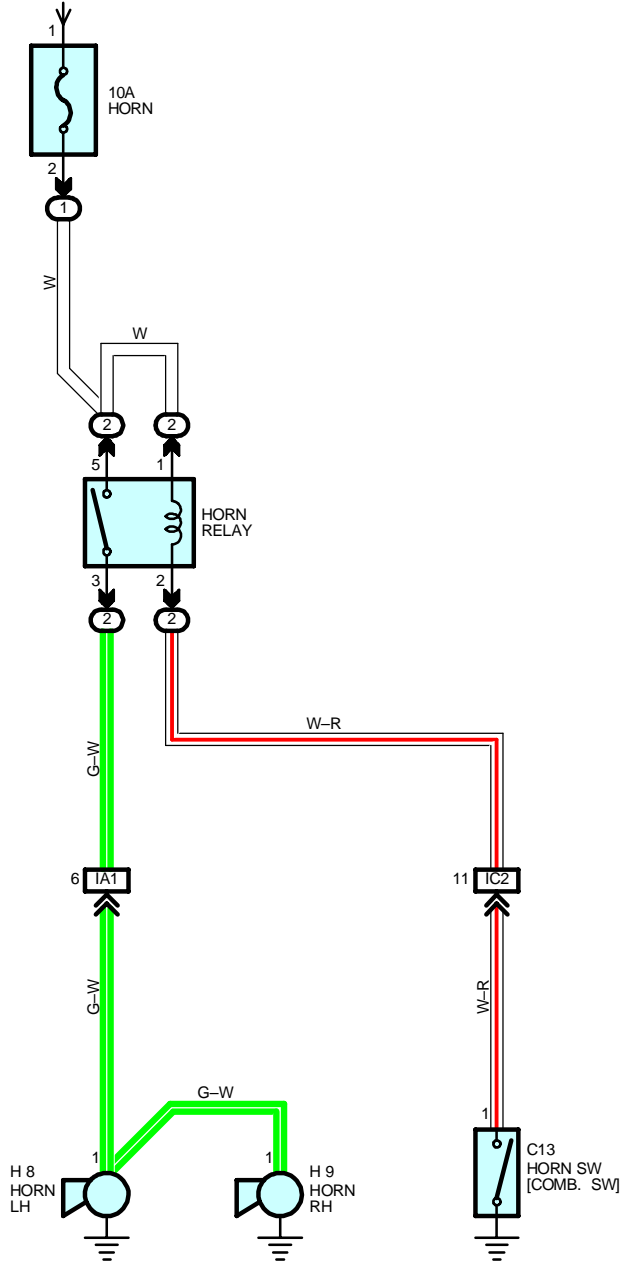 1
10A
HORN
2
1
W
W
2
2
5
1
HORN
RELAY
3
2
2
2
W–R
G–W
6
IA1
11
IC2
G–W
W–R
G–W
1
1
1
H 8
HORN
LH
H 9
HORN
RH
C13
HORN SW
[COMB. SW]